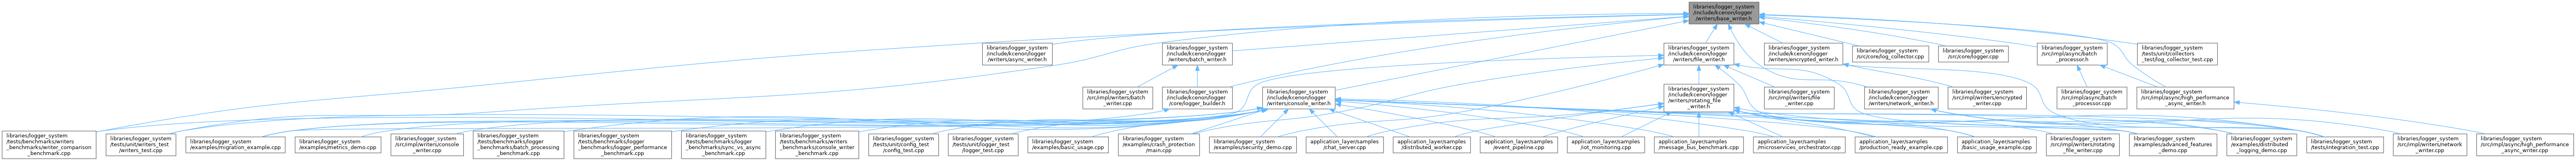 libraries/logger_system
/include/kcenon/logger
/writers/base_writer.h
libraries/logger_system
/include/kcenon/logger
/writers/async_writer.h
libraries/logger_system
/include/kcenon/logger
/writers/batch_writer.h
libraries/logger_system
/include/kcenon/logger
/writers/file_writer.h
libraries/logger_system
/include/kcenon/logger
/writers/encrypted_writer.h
libraries/logger_system
/src/core/log_collector.cpp
libraries/logger_system
/src/core/logger.cpp
libraries/logger_system
/src/impl/async/batch
_processor.h
libraries/logger_system
/tests/unit/collectors
_test/log_collector_test.cpp
libraries/logger_system
/src/impl/writers/batch
_writer.cpp
libraries/logger_system
/include/kcenon/logger
/core/logger_builder.h
libraries/logger_system
/include/kcenon/logger
/writers/console_writer.h
libraries/logger_system
/include/kcenon/logger
/writers/rotating_file
_writer.h
libraries/logger_system
/src/impl/writers/file
_writer.cpp
libraries/logger_system
/include/kcenon/logger
/writers/network_writer.h
libraries/logger_system
/src/impl/writers/encrypted
_writer.cpp
libraries/logger_system
/src/impl/async/batch
_processor.cpp
libraries/logger_system
/src/impl/async/high_performance
_async_writer.h
libraries/logger_system
/tests/benchmarks/writers
_benchmark/writer_comparison
_benchmark.cpp
libraries/logger_system
/tests/unit/writers_test
/writers_test.cpp
libraries/logger_system
/examples/migration_example.cpp
libraries/logger_system
/examples/metrics_demo.cpp
libraries/logger_system
/src/impl/writers/console
_writer.cpp
libraries/logger_system
/tests/benchmarks/logger
_benchmarks/batch_processing
_benchmark.cpp
libraries/logger_system
/tests/benchmarks/logger
_benchmarks/logger_performance
_benchmark.cpp
libraries/logger_system
/tests/benchmarks/logger
_benchmarks/sync_vs_async
_benchmark.cpp
libraries/logger_system
/tests/benchmarks/writers
_benchmark/console_writer
_benchmark.cpp
libraries/logger_system
/tests/unit/config_test
/config_test.cpp
libraries/logger_system
/tests/unit/logger_test
/logger_test.cpp
libraries/logger_system
/examples/basic_usage.cpp
libraries/logger_system
/examples/crash_protection
/main.cpp
libraries/logger_system
/examples/security_demo.cpp
application_layer/samples
/chat_server.cpp
application_layer/samples
/distributed_worker.cpp
application_layer/samples
/event_pipeline.cpp
application_layer/samples
/iot_monitoring.cpp
application_layer/samples
/message_bus_benchmark.cpp
application_layer/samples
/microservices_orchestrator.cpp
application_layer/samples
/production_ready_example.cpp
application_layer/samples
/basic_usage_example.cpp
libraries/logger_system
/src/impl/writers/rotating
_file_writer.cpp
libraries/logger_system
/examples/advanced_features
_demo.cpp
libraries/logger_system
/examples/distributed
_logging_demo.cpp
libraries/logger_system
/tests/integration_test.cpp
libraries/logger_system
/src/impl/writers/network
_writer.cpp
libraries/logger_system
/src/impl/async/high_performance
_async_writer.cpp